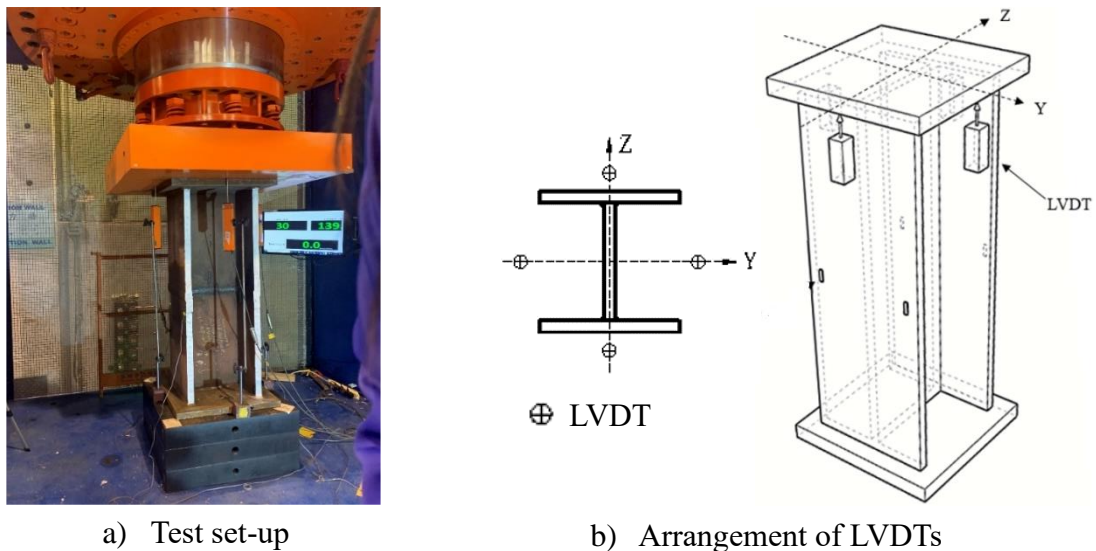 30 139
0.0
Z
Y
LVDT
Z
Y
LVDT
a) Test set-up
b) Arrangement of LVDTs